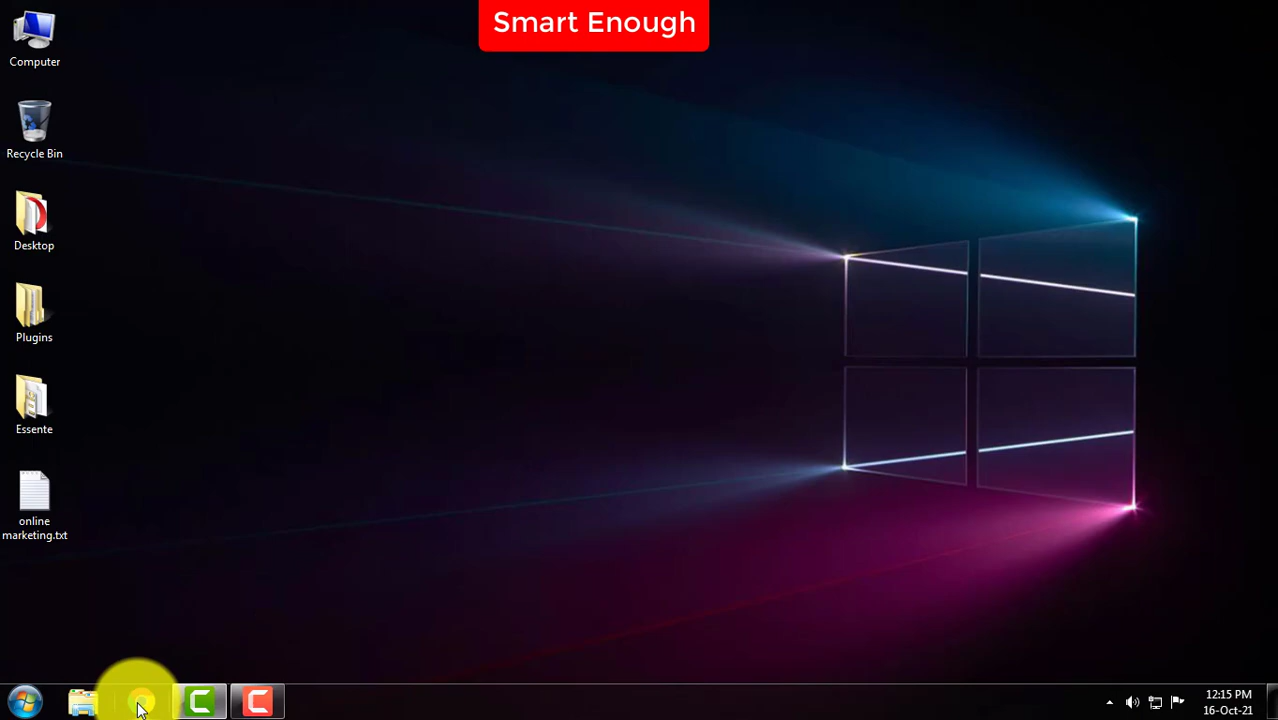 Smart Enough
Computer
Recycle Bin
Desktop
Plugins
Essente
online
marketing.txt
12:15 PM
16-Oct-21